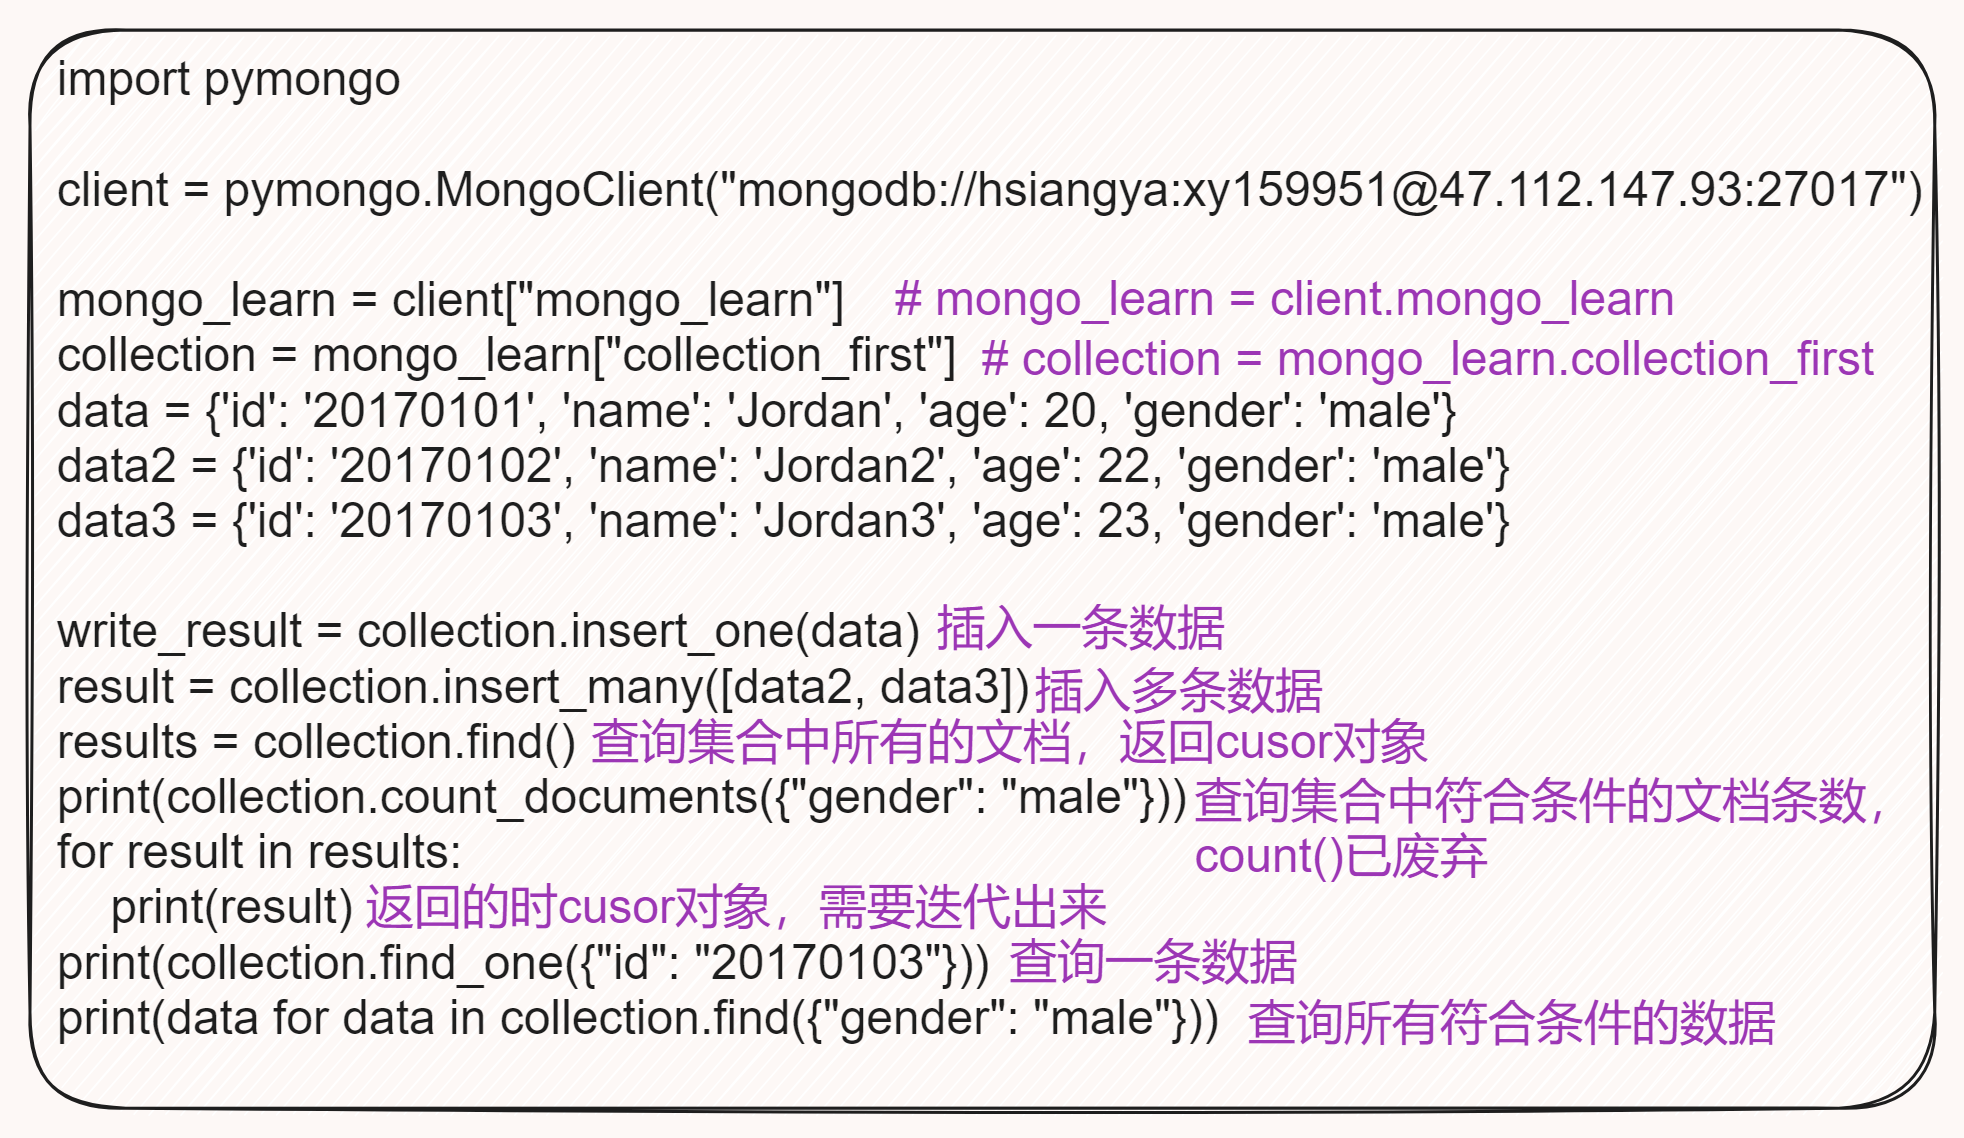 import pymongo
client = pymongo.MongoClient("mongodb://hsiangya:xy159951@47.112.147.93:27017")
mongo_learn = client["mongo_learn"] # mongo_learn = client.mongo_learn
collection = mongo_learn["collection_first"] # collection = mongo_learn.collection_first
data = {'id': '20170101', 'name': 'Jordan', 'age': 20, 'gender': 'male'}
data2 = {'id': '20170102', 'name': 'Jordan2', 'age': 22, 'gender': 'male'}
data3 = {'id': '20170103', 'name': 'Jordan3', 'age': 23, 'gender': 'male'}
write_result = collection.insert_one(data) 插入一条数据
result = collection.insert_many([data2, data3]) 插入多条数据
results = collection.find() 查询集合中所有的文档，返回cusor对象
print(collection.count_documents({"gender": "male"})) 查询集合中符合条件的文档条数，
for result in results: count()已废弃
    print(result) 返回的时cusor对象，需要迭代出来
print(collection.find_one({"id": "20170103"})) 查询一条数据
print(data for data in collection.find({"gender": "male"})) 查询所有符合条件的数据